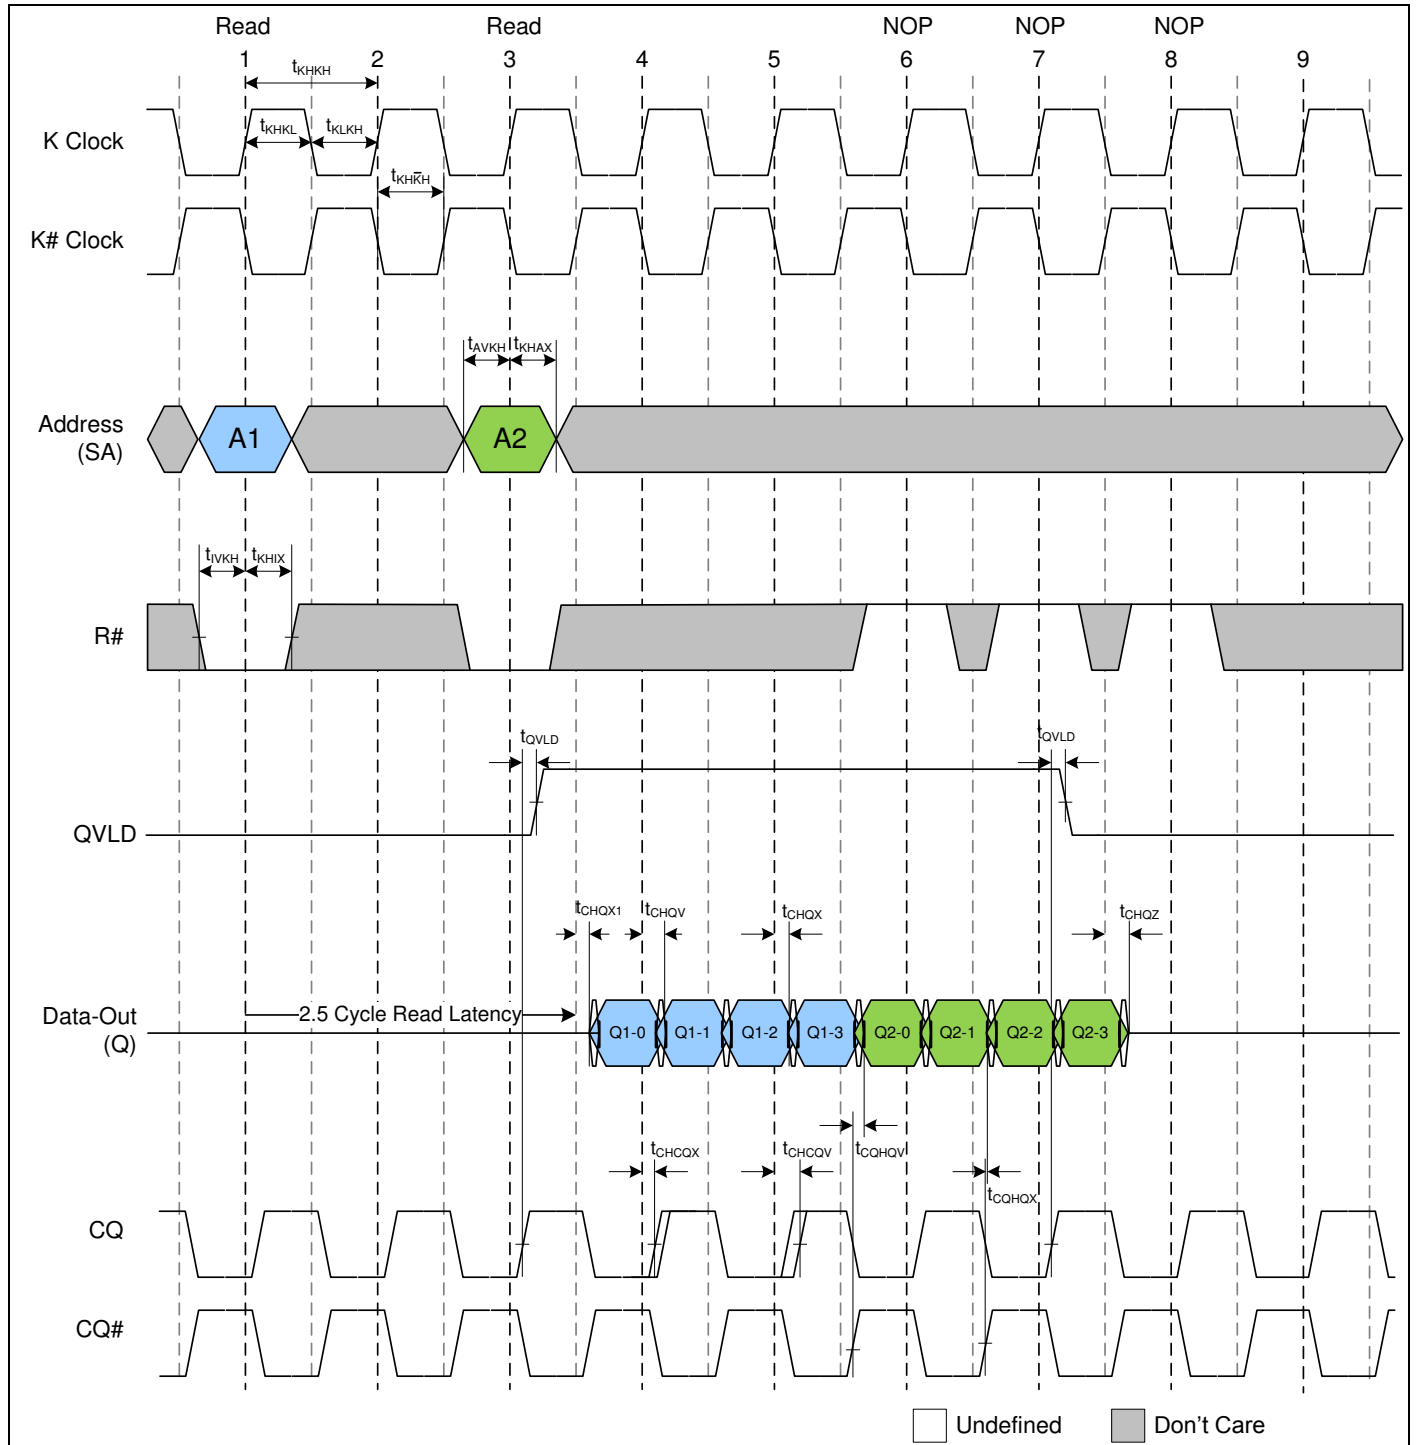 Read Read NOP NOP NOP
1 2 3 4 5 6 7 8 9
tKHKH
K Clock
tKHKL tKLKH
tKHK̅H
K# Clock
tAVKH tKHAX
Address
(SA)
A1 A2
tIVKH tKHIX
R#
tQVLD tQVLD
QVLD
tCHQX1 tCHQV tCHQX tCHQZ
Data-Out
(Q)
2.5 Cycle Read Latency
Q1-0 Q1-1 Q1-2 Q1-3 Q2-0 Q2-1 Q2-2 Q2-3
tCHCQX tCHCQV tCQHQV
tCQHQX
CQ
CQ#
Undefined Don't Care